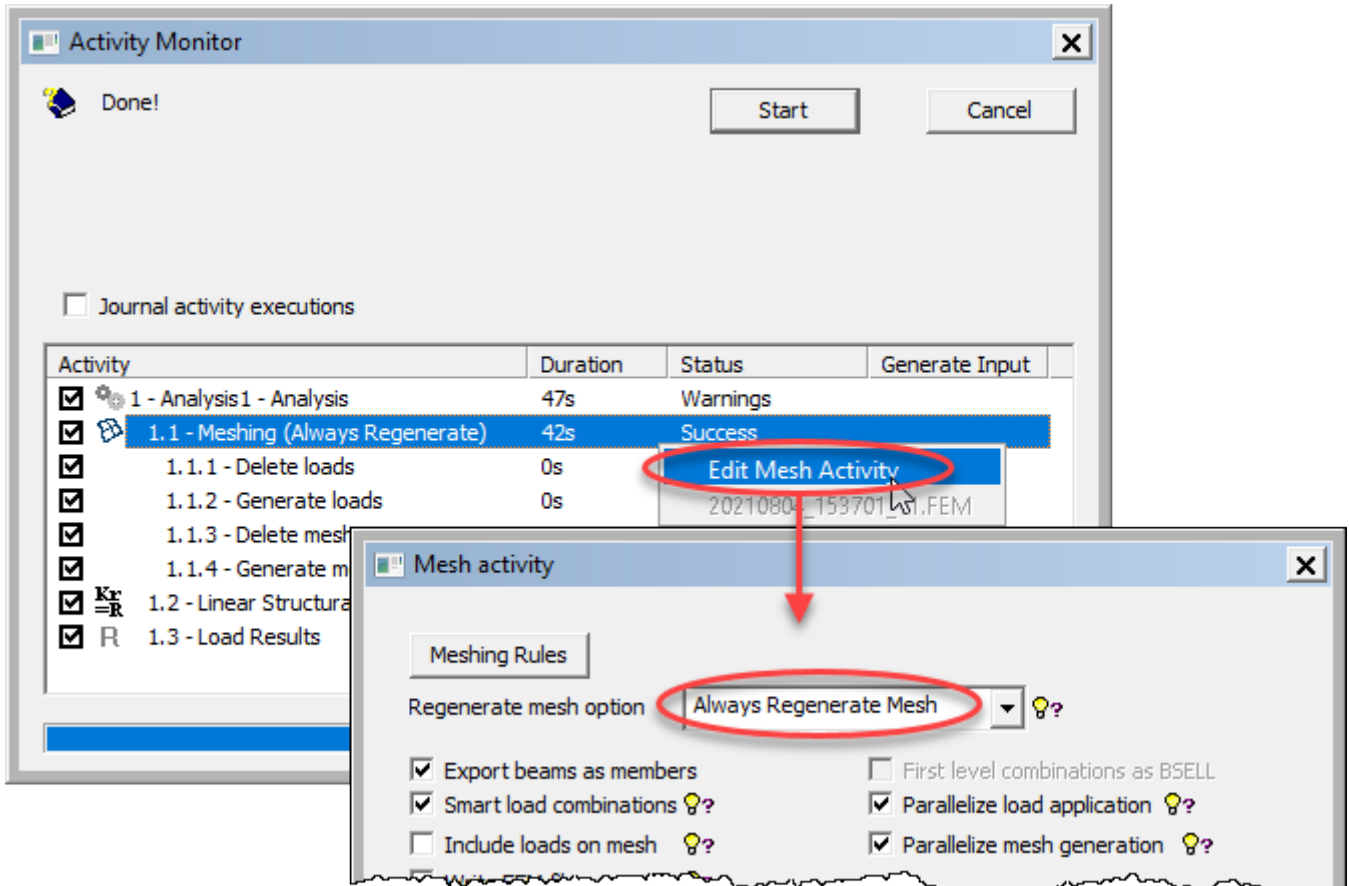 Activity Monitor
Done!
Start Cancel
Journal activity executions
Activity Duration Status Generate Input
1 - Analysis1 - Analysis 47s Warnings
1.1 - Meshing (Always Regenerate) 42s Success
1.1.1 - Delete loads 0s Edit Mesh Activity
1.1.2 - Generate loads 0s
1.1.3 - Delete mesh
1.1.4 - Generate m
Kr
=R 1.2 - Linear Structura
R 1.3 - Load Results
Mesh activity
Meshing Rules
Regenerate mesh option Always Regenerate Mesh ?
Export beams as members First level combinations as BSELL
Smart load combinations ? Parallelize load application ?
Include loads on mesh ? Parallelize mesh generation ?